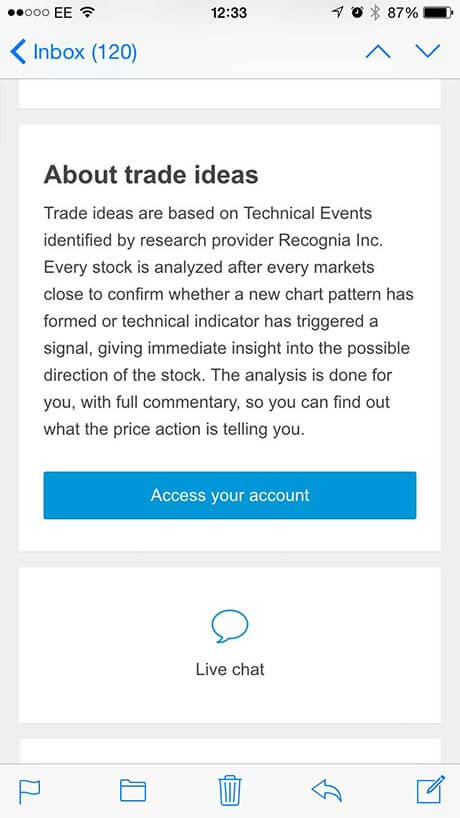 EE 12:33 87%
Inbox (120)
About trade ideas
Trade ideas are based on Technical Events
identified by research provider Recognia Inc.
Every stock is analyzed after every markets
close to confirm whether a new chart pattern has
formed or technical indicator has triggered a
signal, giving immediate insight into the possible
direction of the stock. The analysis is done for
you, with full commentary, so you can find out
what the price action is telling you.
Access your account
Live chat